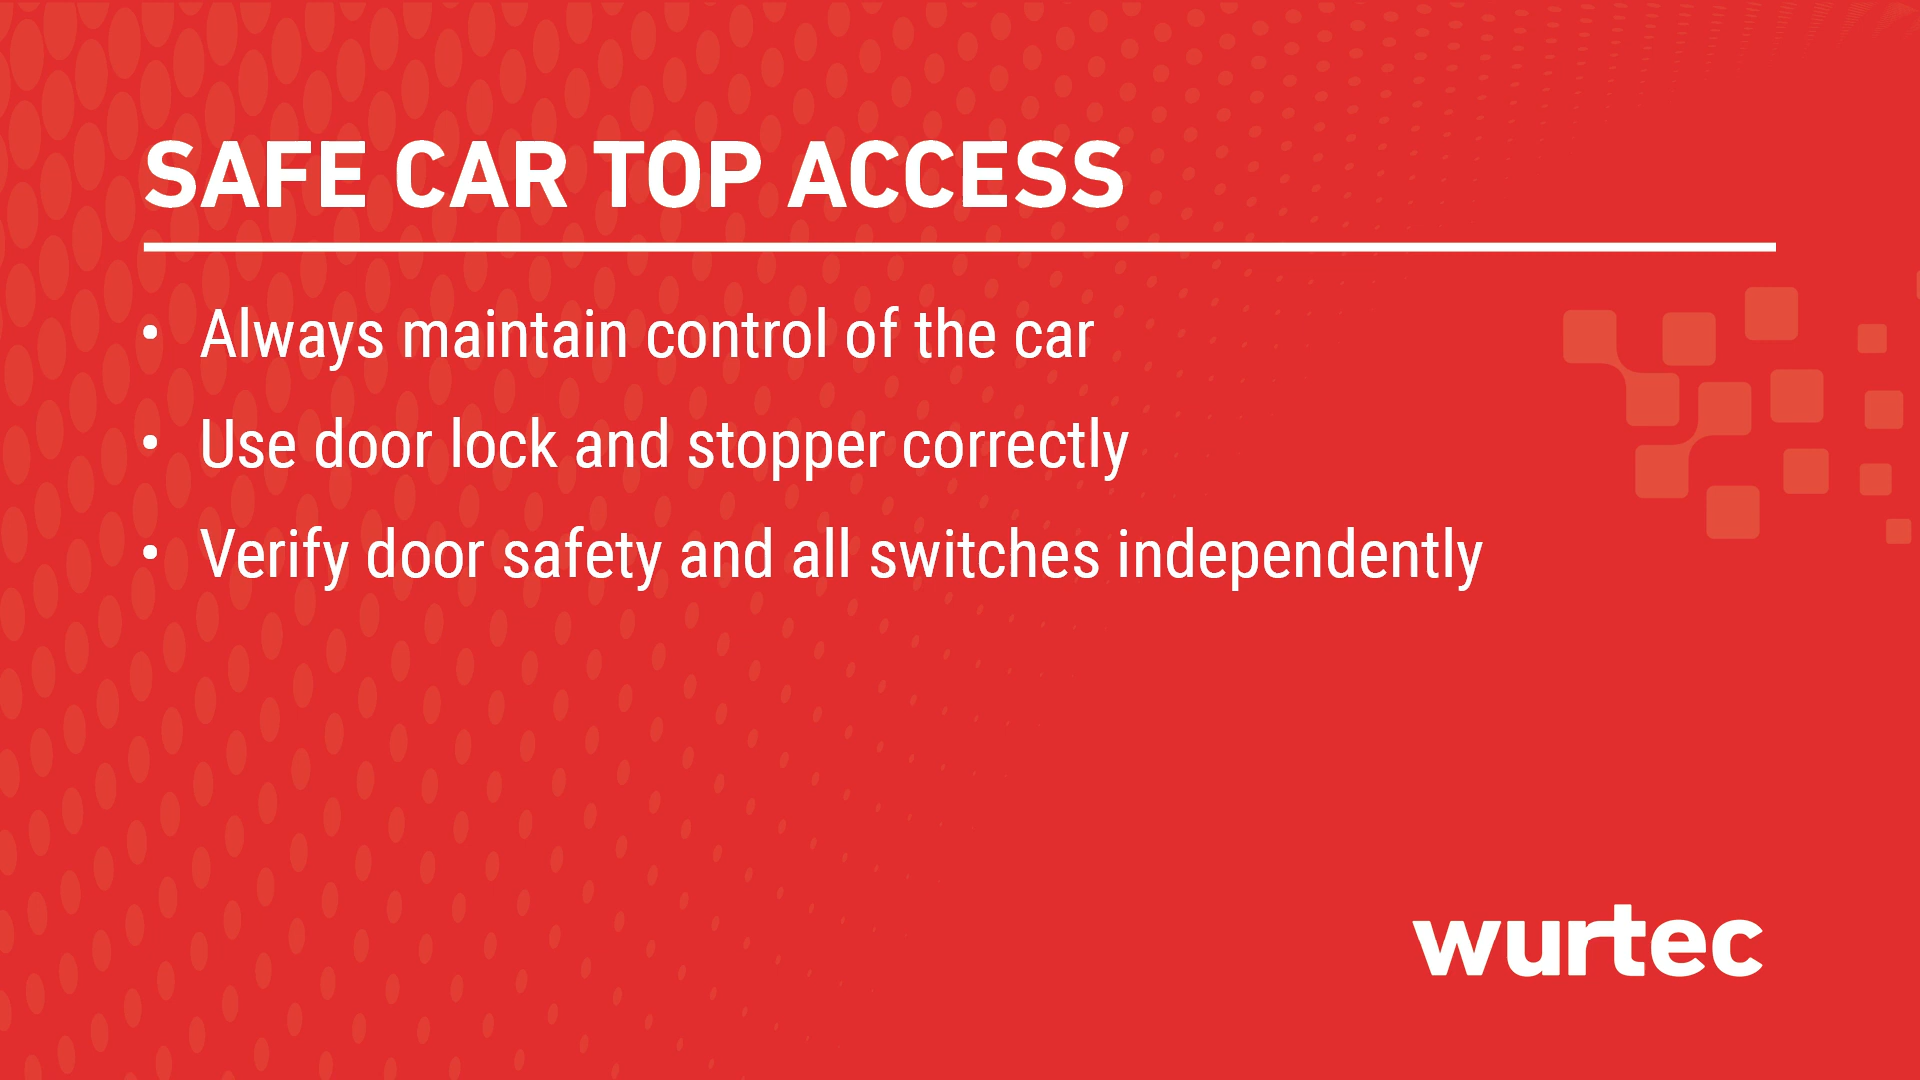 SAFE CAR TOP ACCESS
• Always maintain control of the car
• Use door lock and stopper correctly
• Verify door safety and all switches independently
wurtec